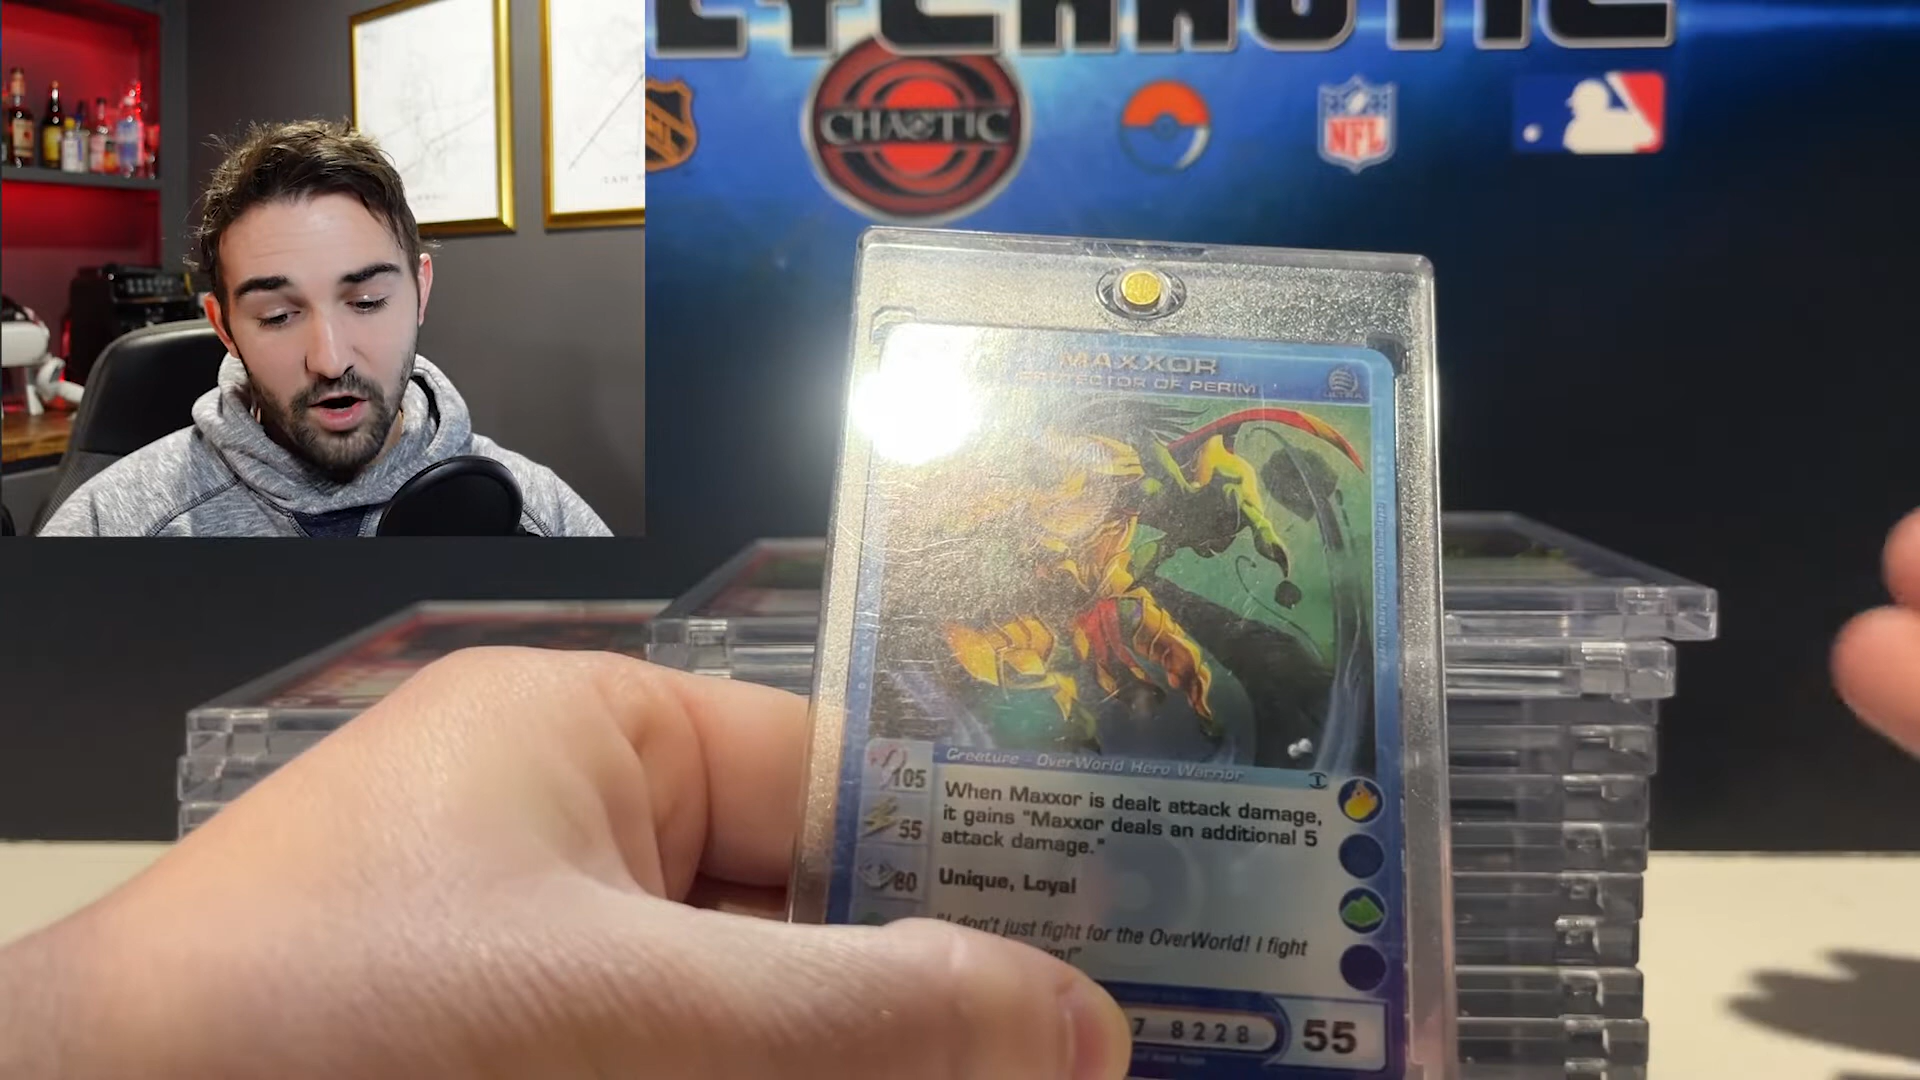 CHAOTIC
NFL
MAXXOR
PROTECTOR OF PERIM
ULTRA
Creature - OverWorld Hero Warrior
105
When Maxxor is dealt attack damage,
it gains "Maxxor deals an additional 5
attack damage."
55
80
Unique, Loyal
"I don't just fight for the OverWorld! I fight
7 8228
55